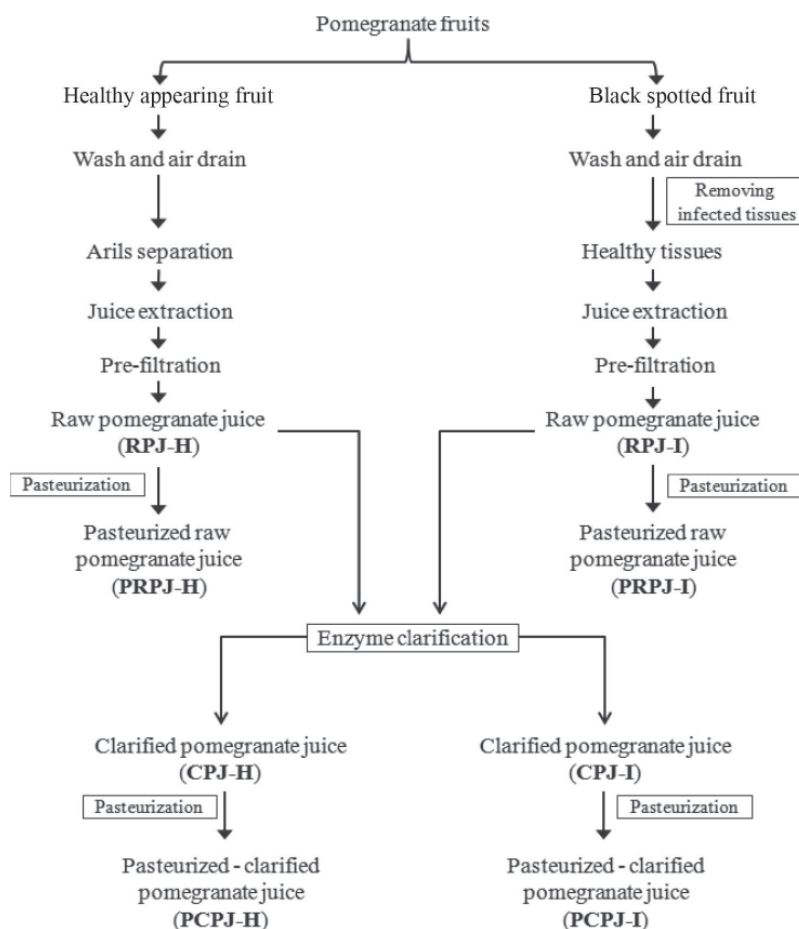 Pomegranate fruits
Healthy appearing fruit
Black spotted fruit
Wash and air drain
Wash and air drain
Removing
infected tissues
Arils separation
Healthy tissues
Juice extraction
Juice extraction
Pre-filtration
Pre-filtration
Raw pomegranate juice
(RPJ-H)
Raw pomegranate juice
(RPJ-I)
Pasteurization
Pasteurization
Pasteurized raw
pomegranate juice
(PRPJ-H)
Pasteurized raw
pomegranate juice
(PRPJ-I)
Enzyme clarification
Clarified pomegranate juice
(CPJ-H)
Clarified pomegranate juice
(CPJ-I)
Pasteurization
Pasteurization
Pasteurized - clarified
pomegranate juice
(PCPJ-H)
Pasteurized - clarified
pomegranate juice
(PCPJ-I)